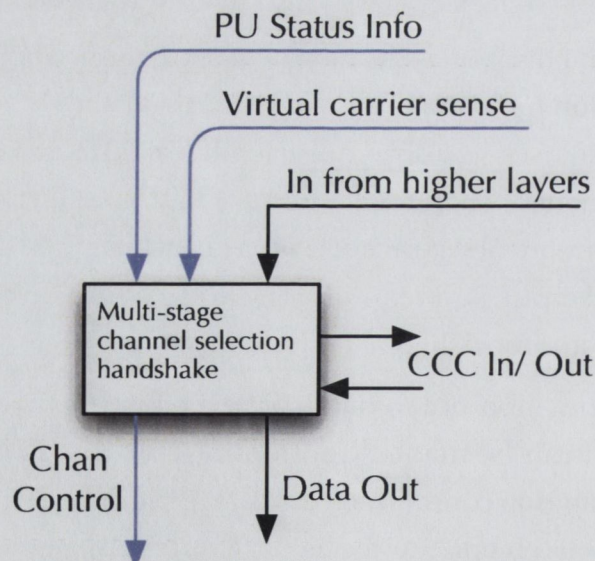 PU Status Info
Virtual carrier sense
In from higher layers
Multi-stage
channel selection
handshake
CCC In/ Out
Chan
Control
Data Out